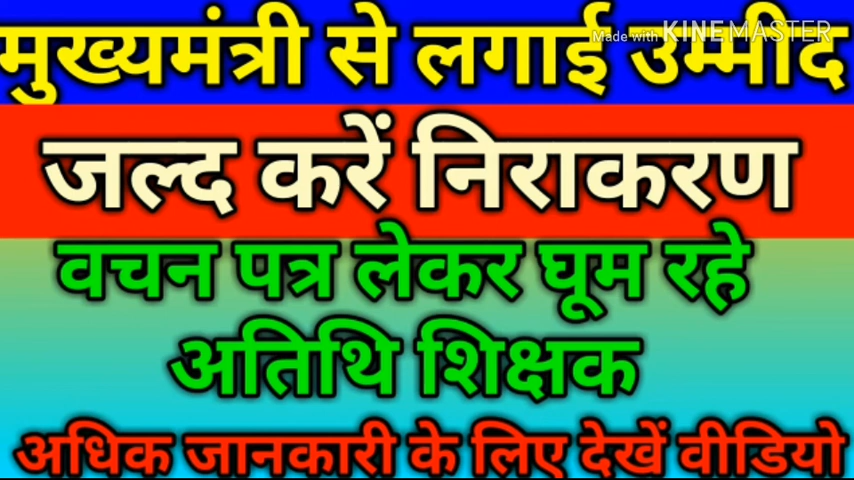 मुख्यमंत्री से लगाई उम्मीद
Made with KINEMASTER
जल्द करें निराकरण
वचन पत्र लेकर घूम रहे
अतिथि शिक्षक
अधिक जानकारी के लिए देखें वीडियो